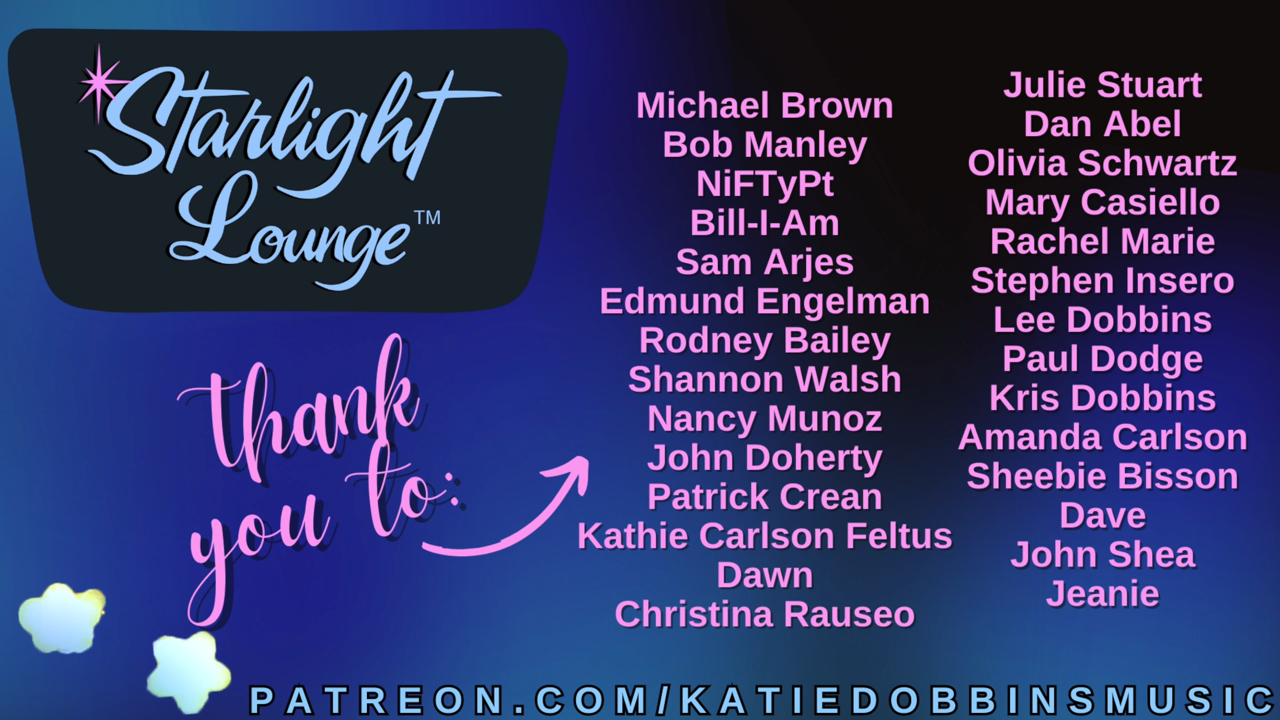 Starlight
Lounge™
thank
you to:
Michael Brown
Bob Manley
NiFTyPt
Bill-I-Am
Sam Arjes
Edmund Engelman
Rodney Bailey
Shannon Walsh
Nancy Munoz
John Doherty
Patrick Crean
Kathie Carlson Feltus
Dawn
Christina Rauseo
Julie Stuart
Dan Abel
Olivia Schwartz
Mary Casiello
Rachel Marie
Stephen Insero
Lee Dobbins
Paul Dodge
Kris Dobbins
Amanda Carlson
Sheebie Bisson
Dave
John Shea
Jeanie
PATREON.COM/KATIEDOBBINSMUSIC